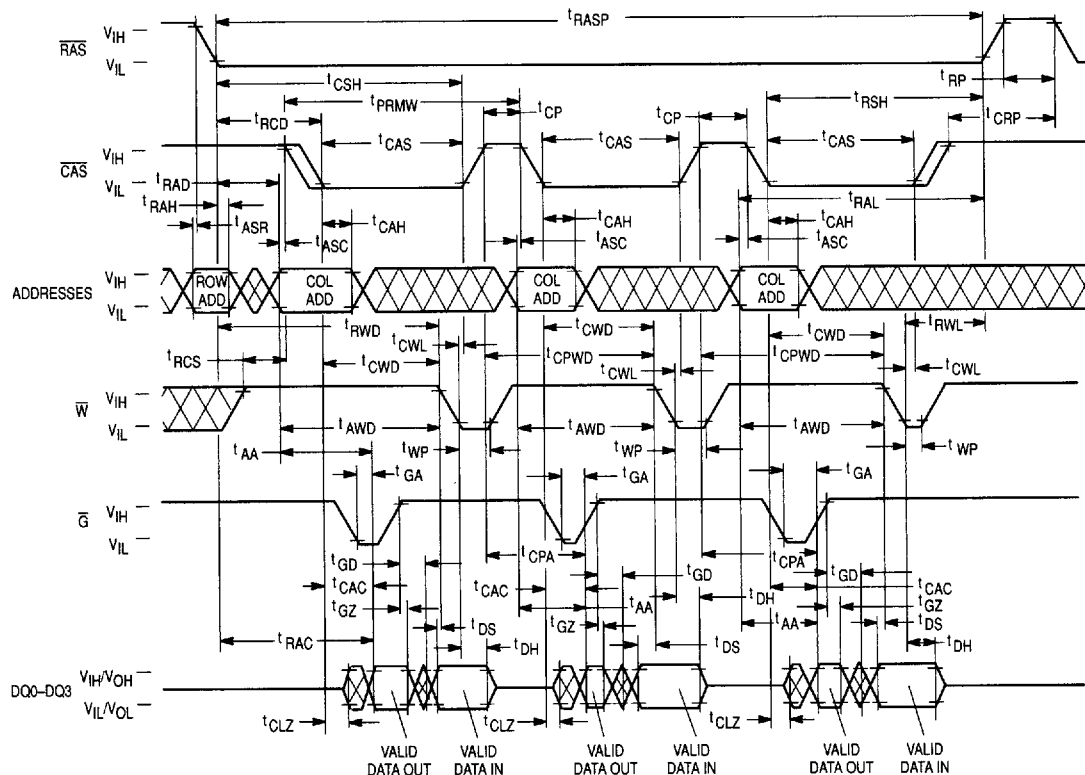 tRASP
RAS
VIH
VIL
tCSH
tRP
tPRMW
tRSH
tCP
tCP
tCRP
tRCD
tCAS
tCAS
tCAS
CAS
VIH
VIL
tRAD
tRAL
tRAH
tCAH
tCAH
tCAH
tASR
tASC
tASC
tASC
ADDRESSES
VIH
VIL
ROW ADD
COL ADD
COL ADD
COL ADD
tRWD
tCWD
tCWD
tRWL
tCWL
tRCS
tCWD
tCPWD
tCPWD
tCWL
tCWL
W
VIH
VIL
tAWD
tAWD
tAWD
tAA
tWP
tWP
tWP
tGA
tGA
tGA
G
VIH
VIL
tCPA
tCPA
tGD
tGD
tGD
tCAC
tCAC
tCAC
tGZ
tAA
tDH
tGZ
tGZ
tDS
tAA
tDS
tRAC
tDH
tDS
tDH
DQ0–DQ3
VIH/VOH
VIL/VOL
tCLZ
tCLZ
tCLZ
VALID DATA OUT
VALID DATA IN
VALID DATA OUT
VALID DATA IN
VALID DATA OUT
VALID DATA IN